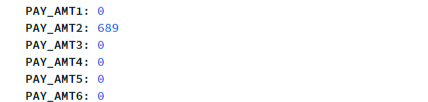 PAY_AMT1: 0
PAY_AMT2: 689
PAY_AMT3: 0
PAY_AMT4: 0
PAY_AMT5: 0
PAY_AMT6: 0